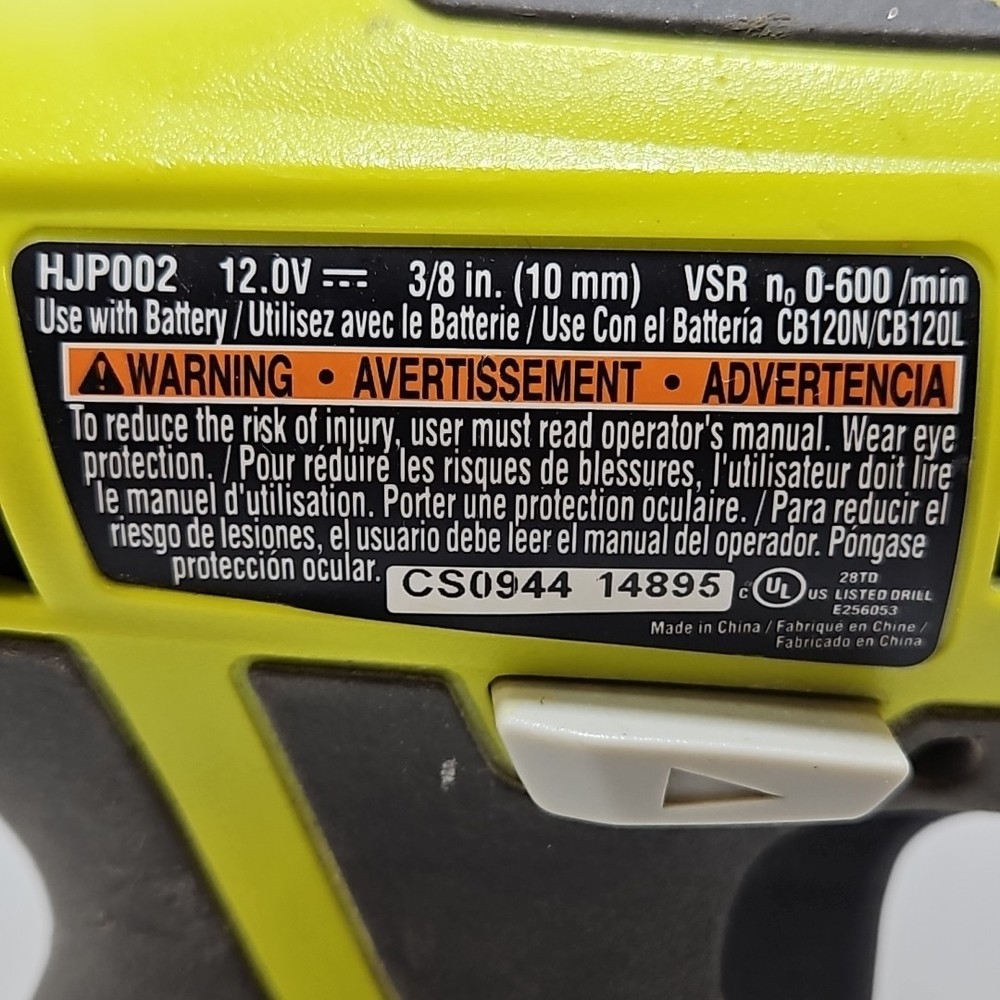 HJP002 12.0V ⎓ 3/8 in. (10 mm) VSR n₀ 0-600 /min
Use with Battery / Utilisez avec le Batterie / Use Con el Batteŕia CB120N/CB120L
⚠WARNING • AVERTISSEMENT • ADVERTENCIA
To reduce the risk of injury, user must read operator's manual. Wear eye
protection. / Pour réduire les risques de blessures, l'utilisateur doit lire
le manuel d'utilisation. Porter une protection oculaire. / Para reducir el
riesgo de lesiones, el usuario debe leer el manual del operador. Póngase
protección ocular.
CS0944 14895
c UL US 28TD
LISTED DRILL
E256053
Made in China / Fabriqué en Chine /
Fabricado en China